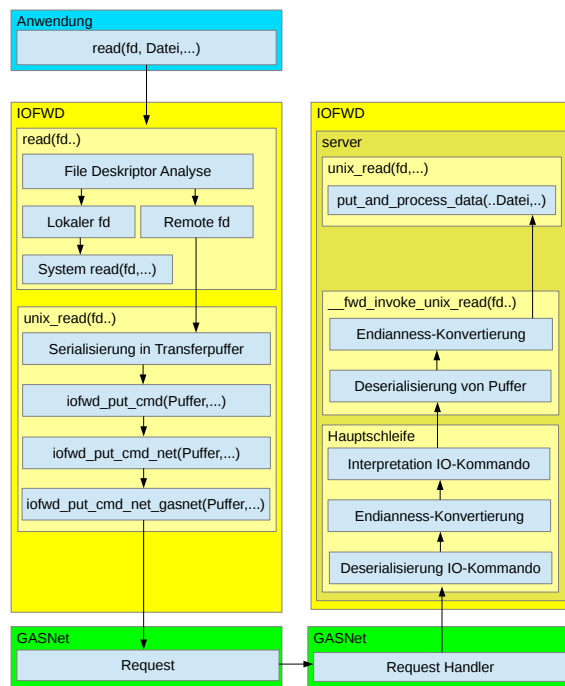 Anwendung
read(fd, Datei,...)
IOFWD
read(fd..)
File Deskriptor Analyse
Lokaler fd
Remote fd
System read(fd,...)
unix_read(fd..)
Serialisierung in Transferpuffer
iofwd_put_cmd(Puffer,...)
iofwd_put_cmd_net(Puffer,...)
iofwd_put_cmd_net_gasnet(Puffer,...)
GASNet
Request
IOFWD
server
unix_read(fd,...)
put_and_process_data(..Datei,..)
__fwd_invoke_unix_read(fd..)
Endianness-Konvertierung
Deserialisierung von Puffer
Hauptschleife
Interpretation IO-Kommando
Endianness-Konvertierung
Deserialisierung IO-Kommando
GASNet
Request Handler